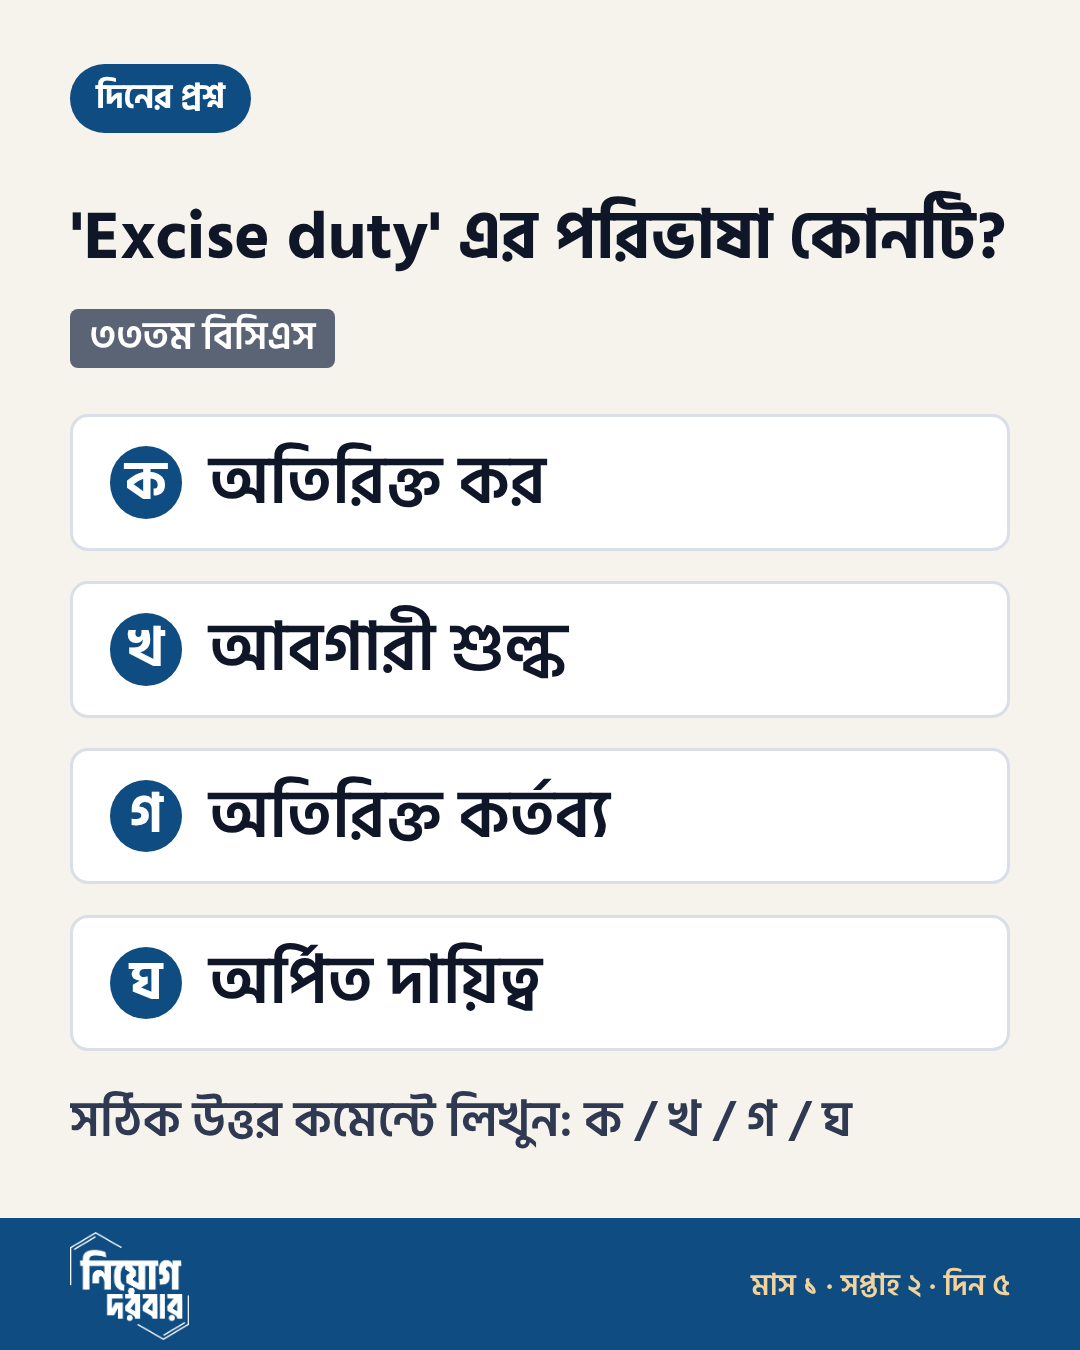 দিনের প্রশ্ন
'Excise duty' এর পরিভাষা কোনটি?
৩৩তম বিসিএস
ক অতিরিক্ত কর
খ আবগারী শুল্ক
গ অতিরিক্ত কর্তব্য
ঘ অর্পিত দায়িত্ব
সঠিক উত্তর কমেন্টে লিখুন: ক / খ / গ / ঘ
নিয়োগ
দরবার
মাস ১ · সপ্তাহ ২ · দিন ৫